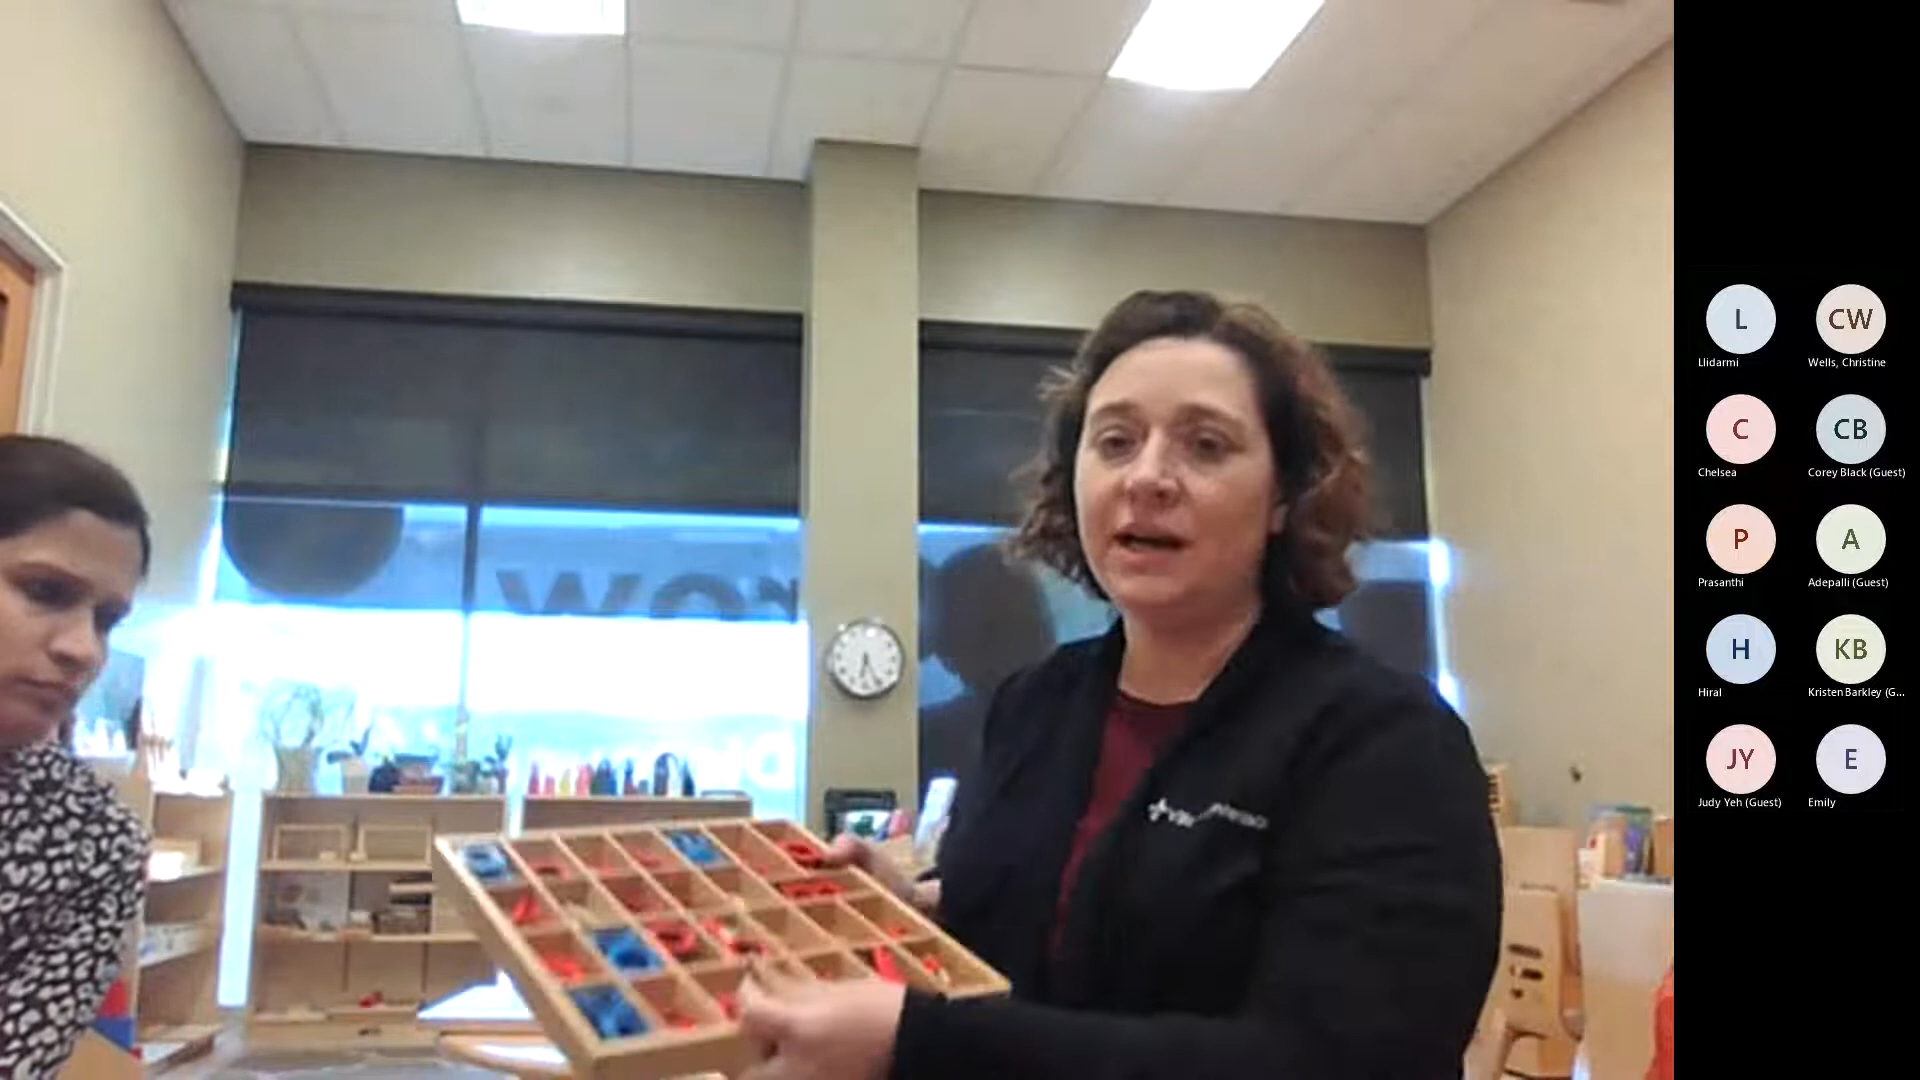 L CW
Llidarmi Wells, Christine
C CB
Chelsea Corey Black (Guest)
P A
Prasanthi Adepalli (Guest)
H KB
Hiral Kristen Barkley (G...
JY E
Judy Yeh (Guest) Emily
row